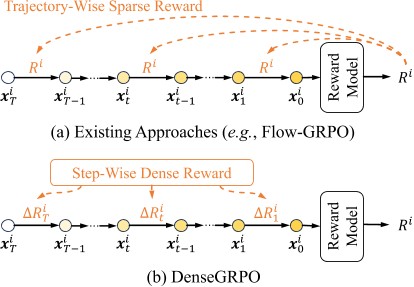 Trajectory-Wise Sparse Reward
R^i R^i R^i Reward Model R^i
x_T^i x_{T-1}^i ... x_t^i x_{t-1}^i ... x_1^i x_0^i
(a) Existing Approaches (e.g., Flow-GRPO)
Step-Wise Dense Reward
ΔR_T^i ΔR_t^i ΔR_1^i Reward Model R^i
x_T^i x_{T-1}^i ... x_t^i x_{t-1}^i ... x_1^i x_0^i
(b) DenseGRPO